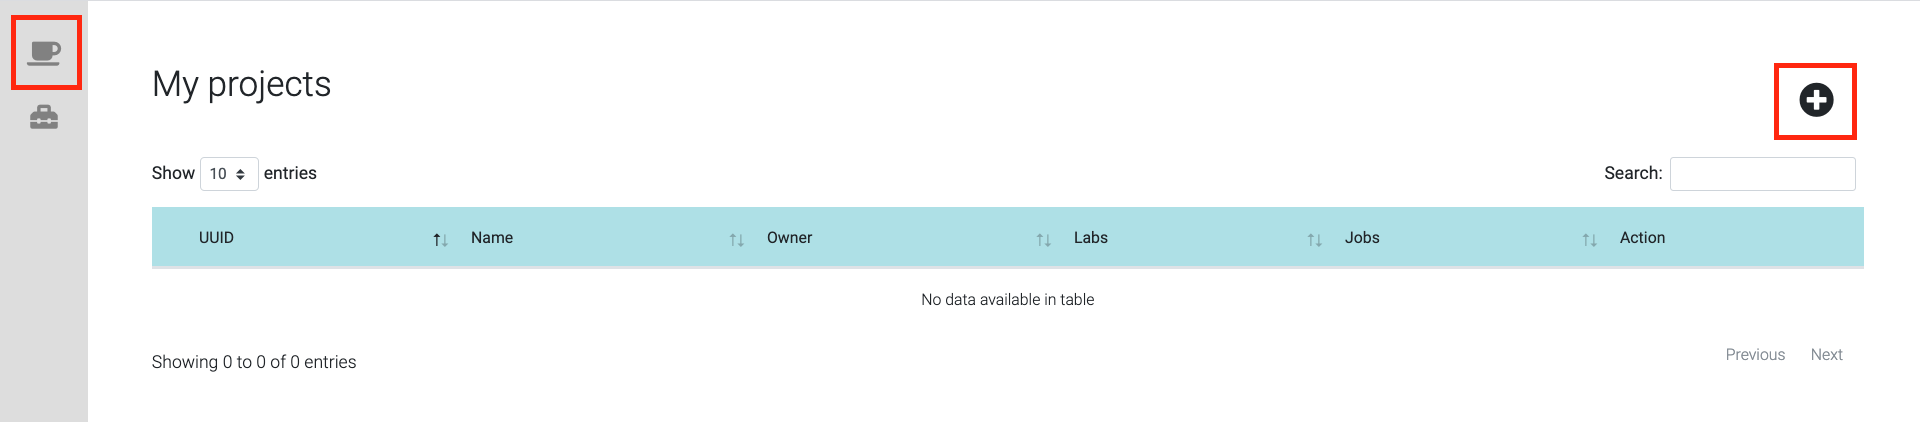 My projects
Show 10 entries
Search:
UUID Name Owner Labs Jobs Action
No data available in table
Showing 0 to 0 of 0 entries
Previous Next